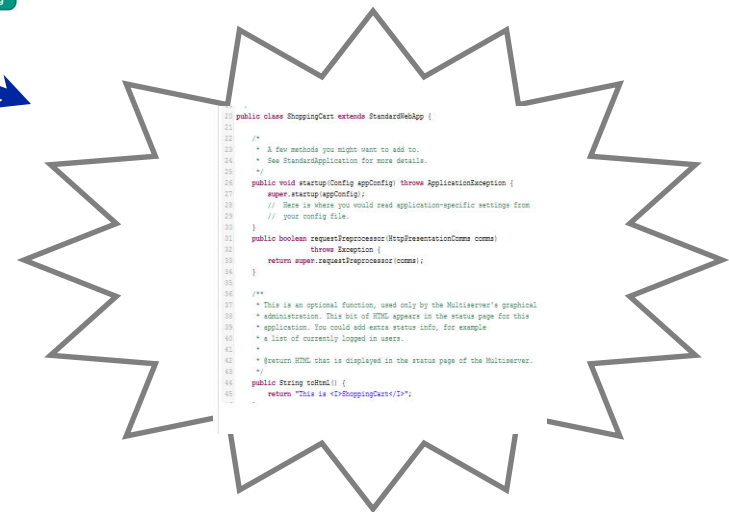 20 public class ShoppingCart extends StandardWebApp {
21
22 /*
23 * A few methods you might want to add to.
24 * See StandardApplication for more details.
25 */
26 public void startup(Config appConfig) throws ApplicationException {
27 super.startup(appConfig);
28 // Here is where you would read application-specific settings from
29 // your config file.
30 }
31 public boolean requestPreprocessor(HttpPresentationComms comms)
32 throws Exception {
33 return super.requestPreprocessor(comms);
34 }
35
36 /**
37 * This is an optional function, used only by the Multiserver's graphical
38 * administration. This bit of HTML appears in the status page for this
39 * application. You could add extra status info, for example
40 * a list of currently logged in users.
41 *
42 * @return HTML that is displayed in the status page of the Multiserver.
43 */
44 public String toHtml() {
45 return "This is <I>ShoppingCart</I>";